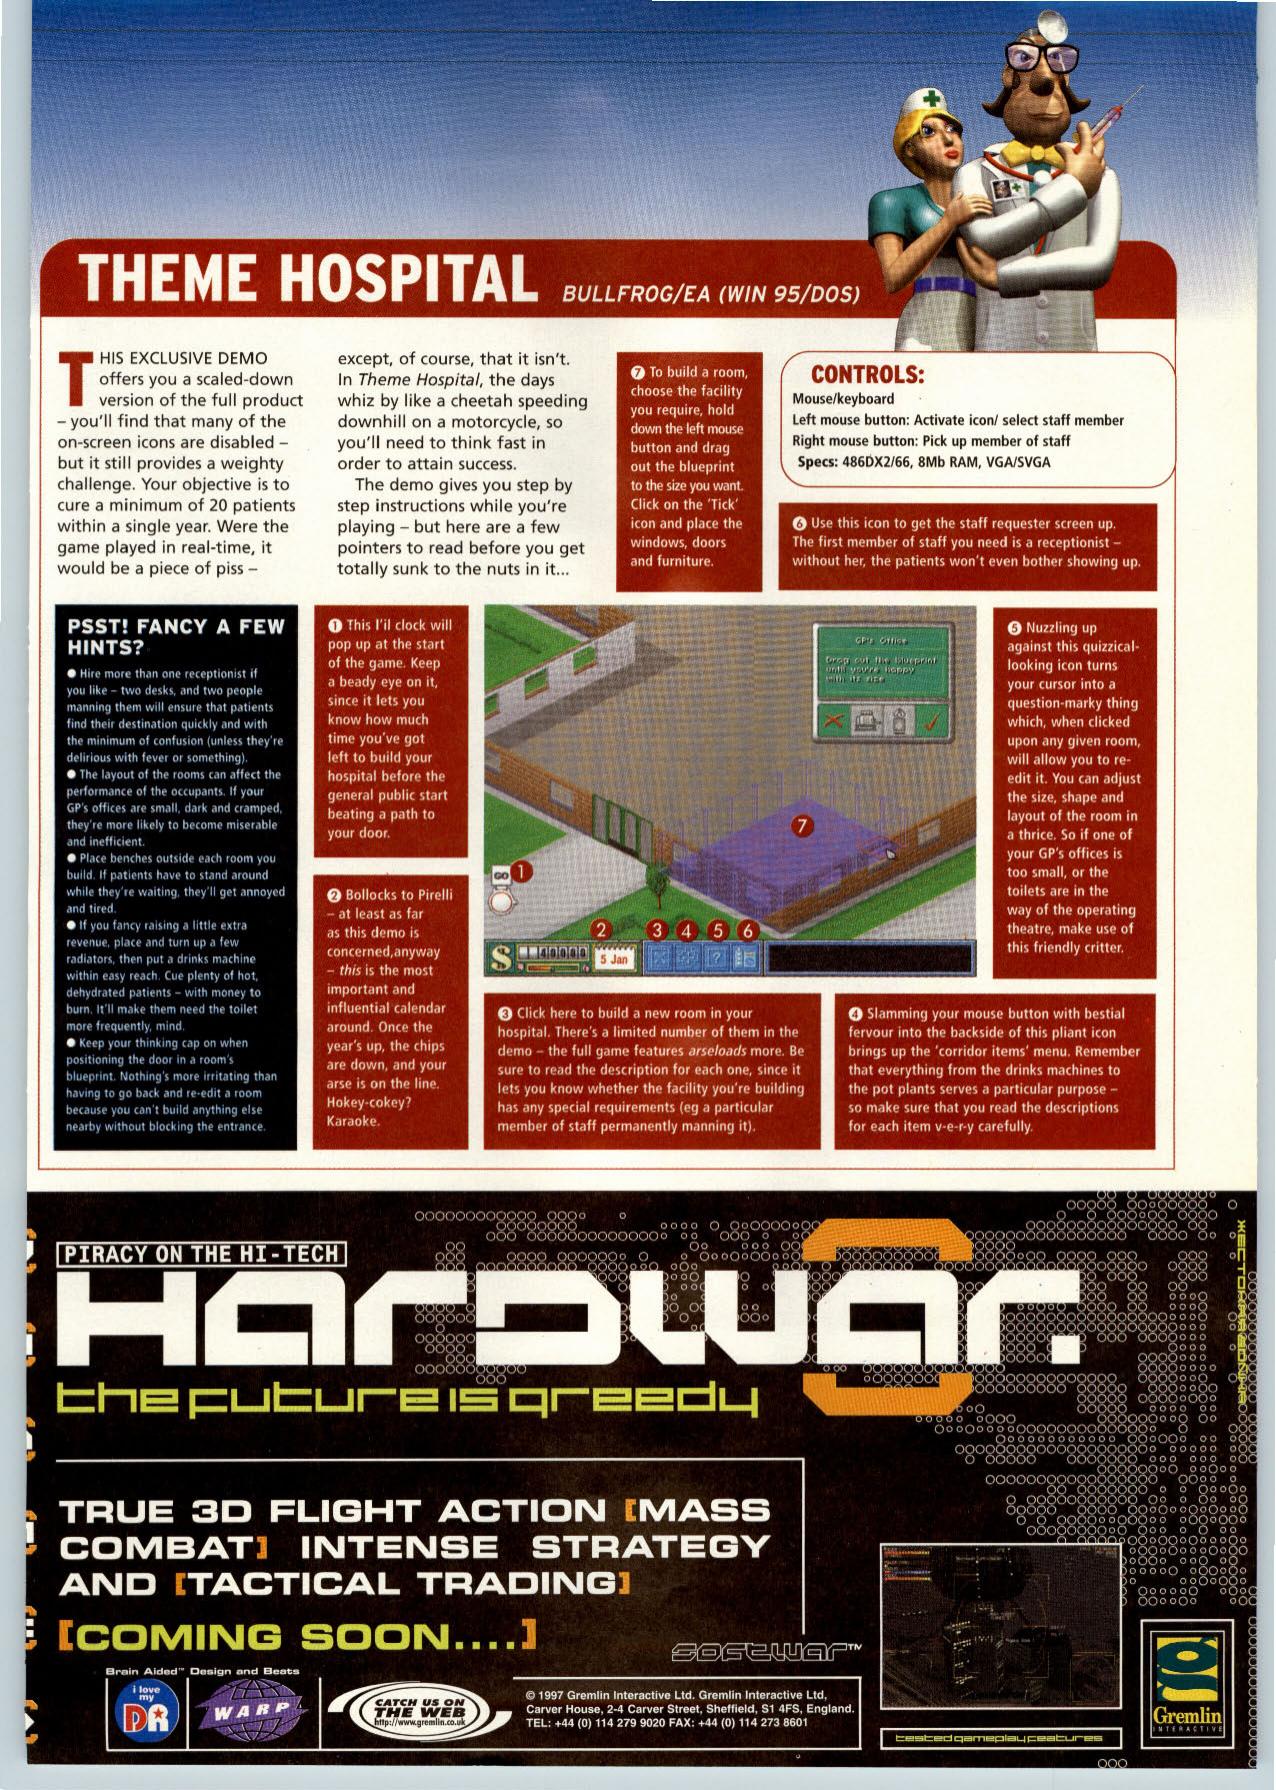 THEME HOSPITAL BULLFROG/EA (WIN 95/DOS)
THIS EXCLUSIVE DEMO
offers you a scaled-down
version of the full product
– you'll find that many of the
on-screen icons are disabled –
but it still provides a weighty
challenge. Your objective is to
cure a minimum of 20 patients
within a single year. Were the
game played in real-time, it
would be a piece of piss –
except, of course, that it isn't.
In Theme Hospital, the days
whiz by like a cheetah speeding
downhill on a motorcycle, so
you'll need to think fast in
order to attain success.
The demo gives you step by
step instructions while you're
playing – but here are a few
pointers to read before you get
totally sunk to the nuts in it...
7 To build a room,
choose the facility
you require, hold
down the left mouse
button and drag
out the blueprint
to the size you want.
Click on the 'Tick'
icon and place the
windows, doors
and furniture.
CONTROLS:
Mouse/keyboard
Left mouse button: Activate icon/ select staff member
Right mouse button: Pick up member of staff
Specs: 486DX2/66, 8Mb RAM, VGA/SVGA
6 Use this icon to get the staff requester screen up.
The first member of staff you need is a receptionist –
without her, the patients won't even bother showing up.
PSST! FANCY A FEW
HINTS?
● Hire more than one receptionist if
you like – two desks, and two people
manning them will ensure that patients
find their destination quickly and with
the minimum of confusion (unless they're
delirious with fever or something).
● The layout of the rooms can affect the
performance of the occupants. If your
GP's offices are small, dark and cramped,
they're more likely to become miserable
and inefficient.
● Place benches outside each room you
build. If patients have to stand around
while they're waiting, they'll get annoyed
and tired.
● If you fancy raising a little extra
revenue, place and turn up a few
radiators, then put a drinks machine
within easy reach. Cue plenty of hot,
dehydrated patients – with money to
burn. It'll make them need the toilet
more frequently, mind.
● Keep your thinking cap on when
positioning the door in a room's
blueprint. Nothing's more irritating than
having to go back and re-edit a room
because you can't build anything else
nearby without blocking the entrance.
1 This l'il clock will
pop up at the start
of the game. Keep
a beady eye on it,
since it lets you
know how much
time you've got
left to build your
hospital before the
general public start
beating a path to
your door.
2 Bollocks to Pirelli
– at least as far
as this demo is
concerned,anyway
– this is the most
important and
influential calendar
around. Once the
year's up, the chips
are down, and your
arse is on the line.
Hokey-cokey?
Karaoke.
GP's Office
Drag out the blueprint
until you're happy
with its size
7
GO 1
2 3 4 5 6
$ 40000 5 Jan ?
5 Nuzzling up
against this quizzical-
looking icon turns
your cursor into a
question-marky thing
which, when clicked
upon any given room,
will allow you to re-
edit it. You can adjust
the size, shape and
layout of the room in
a thrice. So if one of
your GP's offices is
too small, or the
toilets are in the
way of the operating
theatre, make use of
this friendly critter.
3 Click here to build a new room in your
hospital. There's a limited number of them in the
demo – the full game features arseloads more. Be
sure to read the description for each one, since it
lets you know whether the facility you're building
has any special requirements (eg a particular
member of staff permanently manning it).
4 Slamming your mouse button with bestial
fervour into the backside of this pliant icon
brings up the 'corridor items' menu. Remember
that everything from the drinks machines to
the pot plants serves a particular purpose –
so make sure that you read the descriptions
for each item v-e-r-y carefully.
PIRACY ON THE HI-TECH
Hardwar.
the future is greedy
TRUE 3D FLIGHT ACTION [MASS
COMBAT] INTENSE STRATEGY
AND [TACTICAL TRADING]
[COMING SOON....]
softwar™
Brain Aided™ Design and Beats
i love
my
DR
WARP
CATCH US ON
THE WEB
http://www.gremlin.co.uk
© 1997 Gremlin Interactive Ltd. Gremlin Interactive Ltd,
Carver House, 2-4 Carver Street, Sheffield, S1 4FS, England.
TEL: +44 (0) 114 279 9020 FAX: +44 (0) 114 273 8601
tested gameplay features
Gremlin
INTERACTIVE